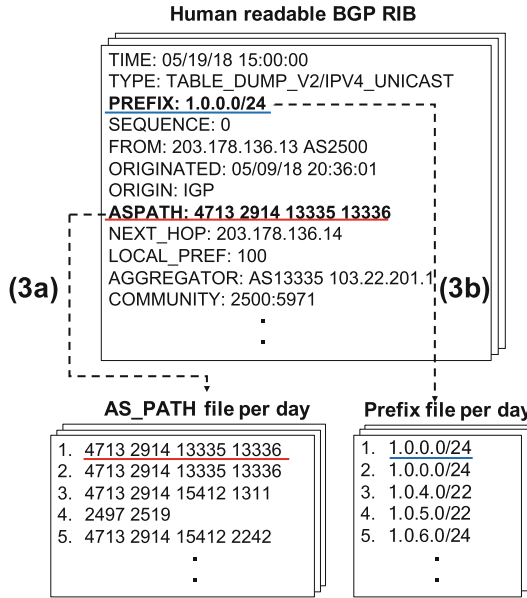 Human readable BGP RIB
TIME: 05/19/18 15:00:00
TYPE: TABLE_DUMP_V2/IPV4_UNICAST
PREFIX: 1.0.0.0/24
SEQUENCE: 0
FROM: 203.178.136.13 AS2500
ORIGINATED: 05/09/18 20:36:01
ORIGIN: IGP
ASPATH: 4713 2914 13335 13336
NEXT_HOP: 203.178.136.14
LOCAL_PREF: 100
AGGREGATOR: AS13335 103.22.201.1
COMMUNITY: 2500:5971
(3a)
(3b)
AS_PATH file per day
1. 4713 2914 13335 13336
2. 4713 2914 13335 13336
3. 4713 2914 15412 1311
4. 2497 2519
5. 4713 2914 15412 2242
Prefix file per day
1. 1.0.0.0/24
2. 1.0.0.0/24
3. 1.0.4.0/22
4. 1.0.5.0/22
5. 1.0.6.0/24